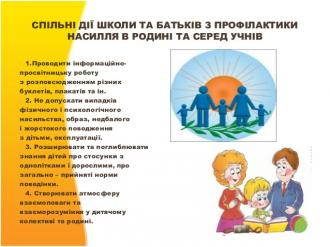 СПІЛЬНІ ДІЇ ШКОЛИ ТА БАТЬКІВ З ПРОФІЛАКТИКИ
НАСИЛЛЯ В РОДИНІ ТА СЕРЕД УЧНІВ
1.Проводити інформаційно-
просвітницьку роботу
з розповсюдженням різних
буклетів, плакатів та ін.
2. Не допускати випадків
фізичного і психологічного
насильства, образ, недбалого
і жорстокого поводження
з дітьми, експлуатації.
3. Розширювати та поглиблювати
знання дітей про стосунки з
однолітками і дорослими, про
загально – прийняті норми
поведінки.
4. Створювати атмосферу
взаємоповаги та
взаєморозуміння у дитячому
колективі та родині.